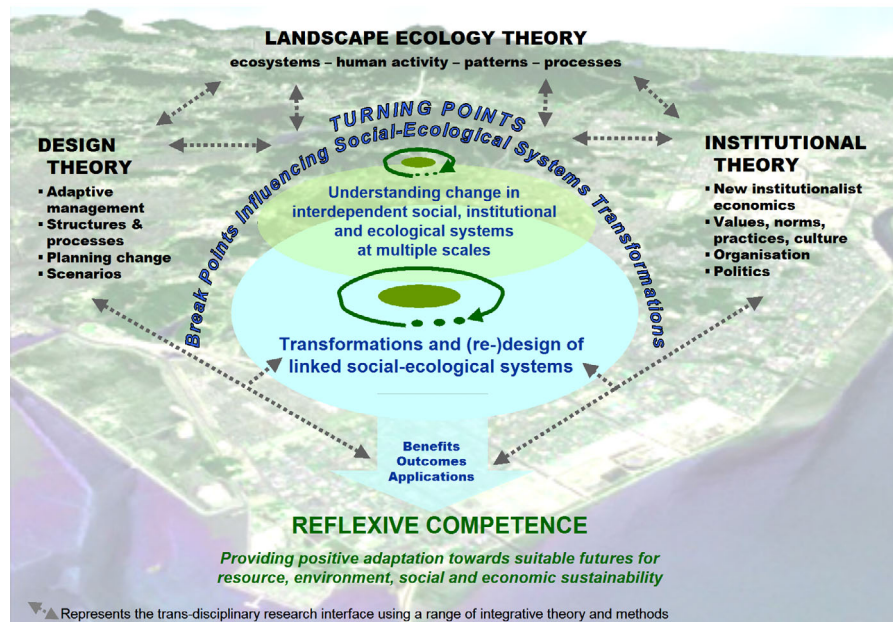 LANDSCAPE ECOLOGY THEORY
ecosystems – human activity – patterns – processes
TURNING POINTS
Break Points Influencing Social-Ecological Systems Transformations
DESIGN
THEORY
▪ Adaptive
management
▪ Structures &
processes
▪ Planning change
▪ Scenarios
INSTITUTIONAL
THEORY
▪ New institutionalist
economics
▪ Values, norms,
practices, culture
▪ Organisation
▪ Politics
Understanding change in
interdependent social, institutional
and ecological systems
at multiple scales
Transformations and (re-)design of
linked social-ecological systems
Benefits
Outcomes
Applications
REFLEXIVE COMPETENCE
Providing positive adaptation towards suitable futures for
resource, environment, social and economic sustainability
Represents the trans-disciplinary research interface using a range of integrative theory and methods